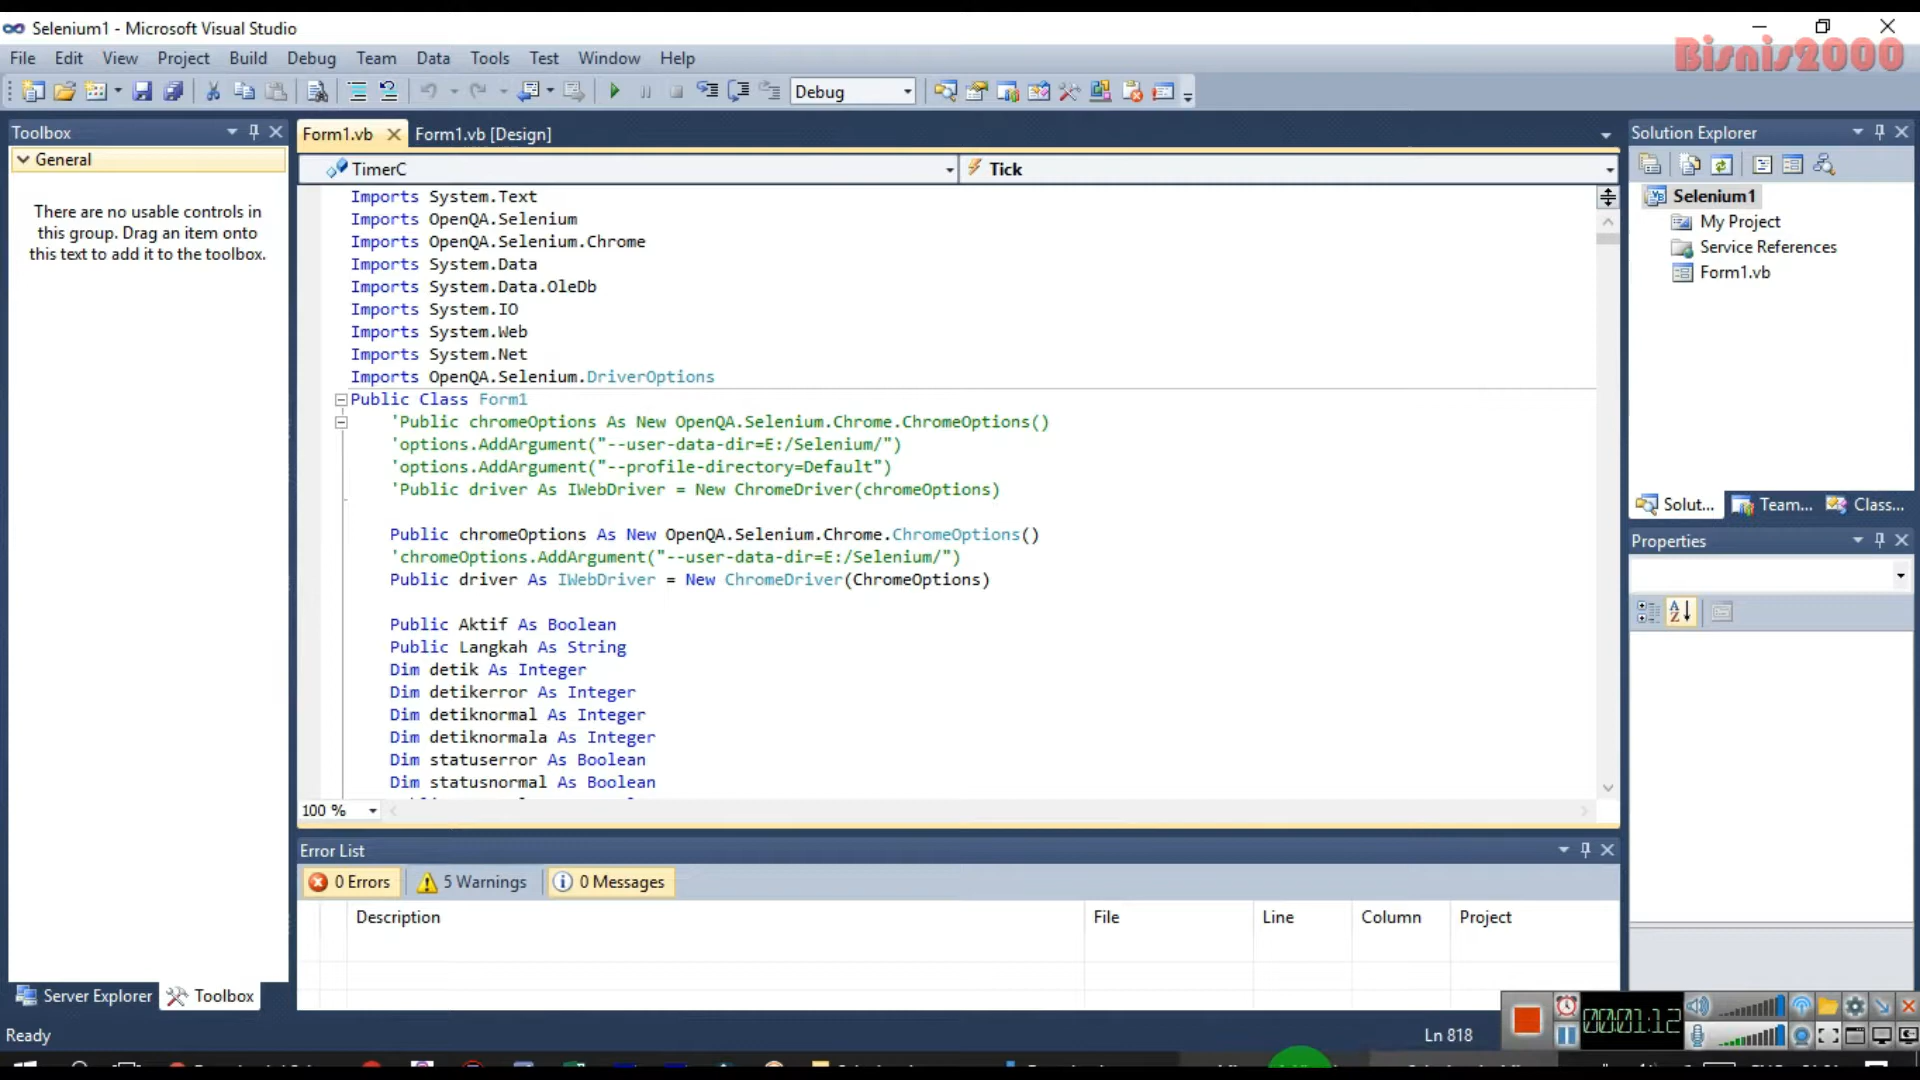 Selenium1 - Microsoft Visual Studio
Bisnis2000
File Edit View Project Build Debug Team Data Tools Test Window Help
Debug
Toolbox
General
There are no usable controls in
this group. Drag an item onto
this text to add it to the toolbox.
Server Explorer Toolbox
Form1.vb Form1.vb [Design]
TimerC Tick
Imports System.Text
Imports OpenQA.Selenium
Imports OpenQA.Selenium.Chrome
Imports System.Data
Imports System.Data.OleDb
Imports System.IO
Imports System.Web
Imports System.Net
Imports OpenQA.Selenium.DriverOptions
Public Class Form1
'Public chromeOptions As New OpenQA.Selenium.Chrome.ChromeOptions()
'options.AddArgument("--user-data-dir=E:/Selenium/")
'options.AddArgument("--profile-directory=Default")
'Public driver As IWebDriver = New ChromeDriver(chromeOptions)
Public chromeOptions As New OpenQA.Selenium.Chrome.ChromeOptions()
'chromeOptions.AddArgument("--user-data-dir=E:/Selenium/")
Public driver As IWebDriver = New ChromeDriver(ChromeOptions)
Public Aktif As Boolean
Public Langkah As String
Dim detik As Integer
Dim detikerror As Integer
Dim detiknormal As Integer
Dim detiknormala As Integer
Dim statuserror As Boolean
Dim statusnormal As Boolean
100 %
Error List
0 Errors 5 Warnings 0 Messages
Description File Line Column Project
Solution Explorer
Selenium1
My Project
Service References
Form1.vb
Solut... Team... Class...
Properties
Ready
Ln 818
00:01:12